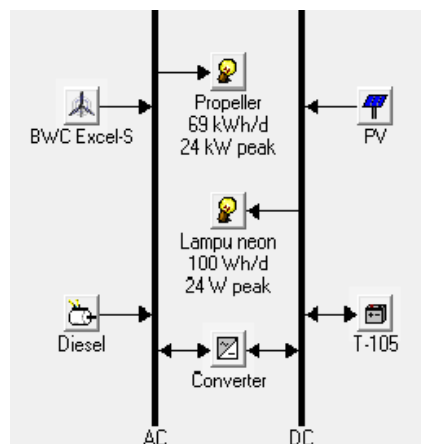 Propeller
69 kWh/d
24 kW peak
BWC Excel-S
PV
Lampu neon
100 Wh/d
24 W peak
Diesel
Converter
T-105
AC
DC